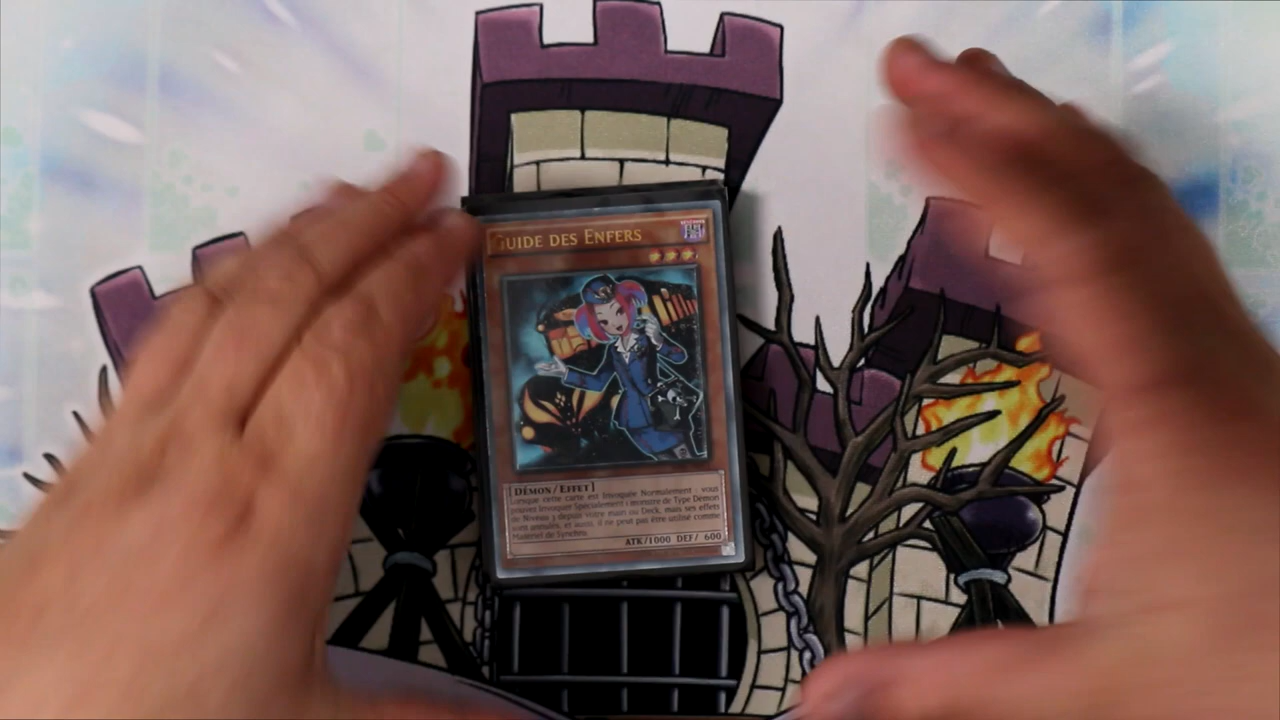 GUIDE DES ENFERS
[DÉMON/EFFET]
Lorsque cette carte est Invoquée Normalement : vous
pouvez Invoquer Spécialement 1 monstre de Type Démon
de Niveau 3 depuis votre main ou Deck, mais ses effets
sont annulés, et aussi, il ne peut pas être utilisé comme
Matériel de Synchro.
ATK/1000 DEF/ 600